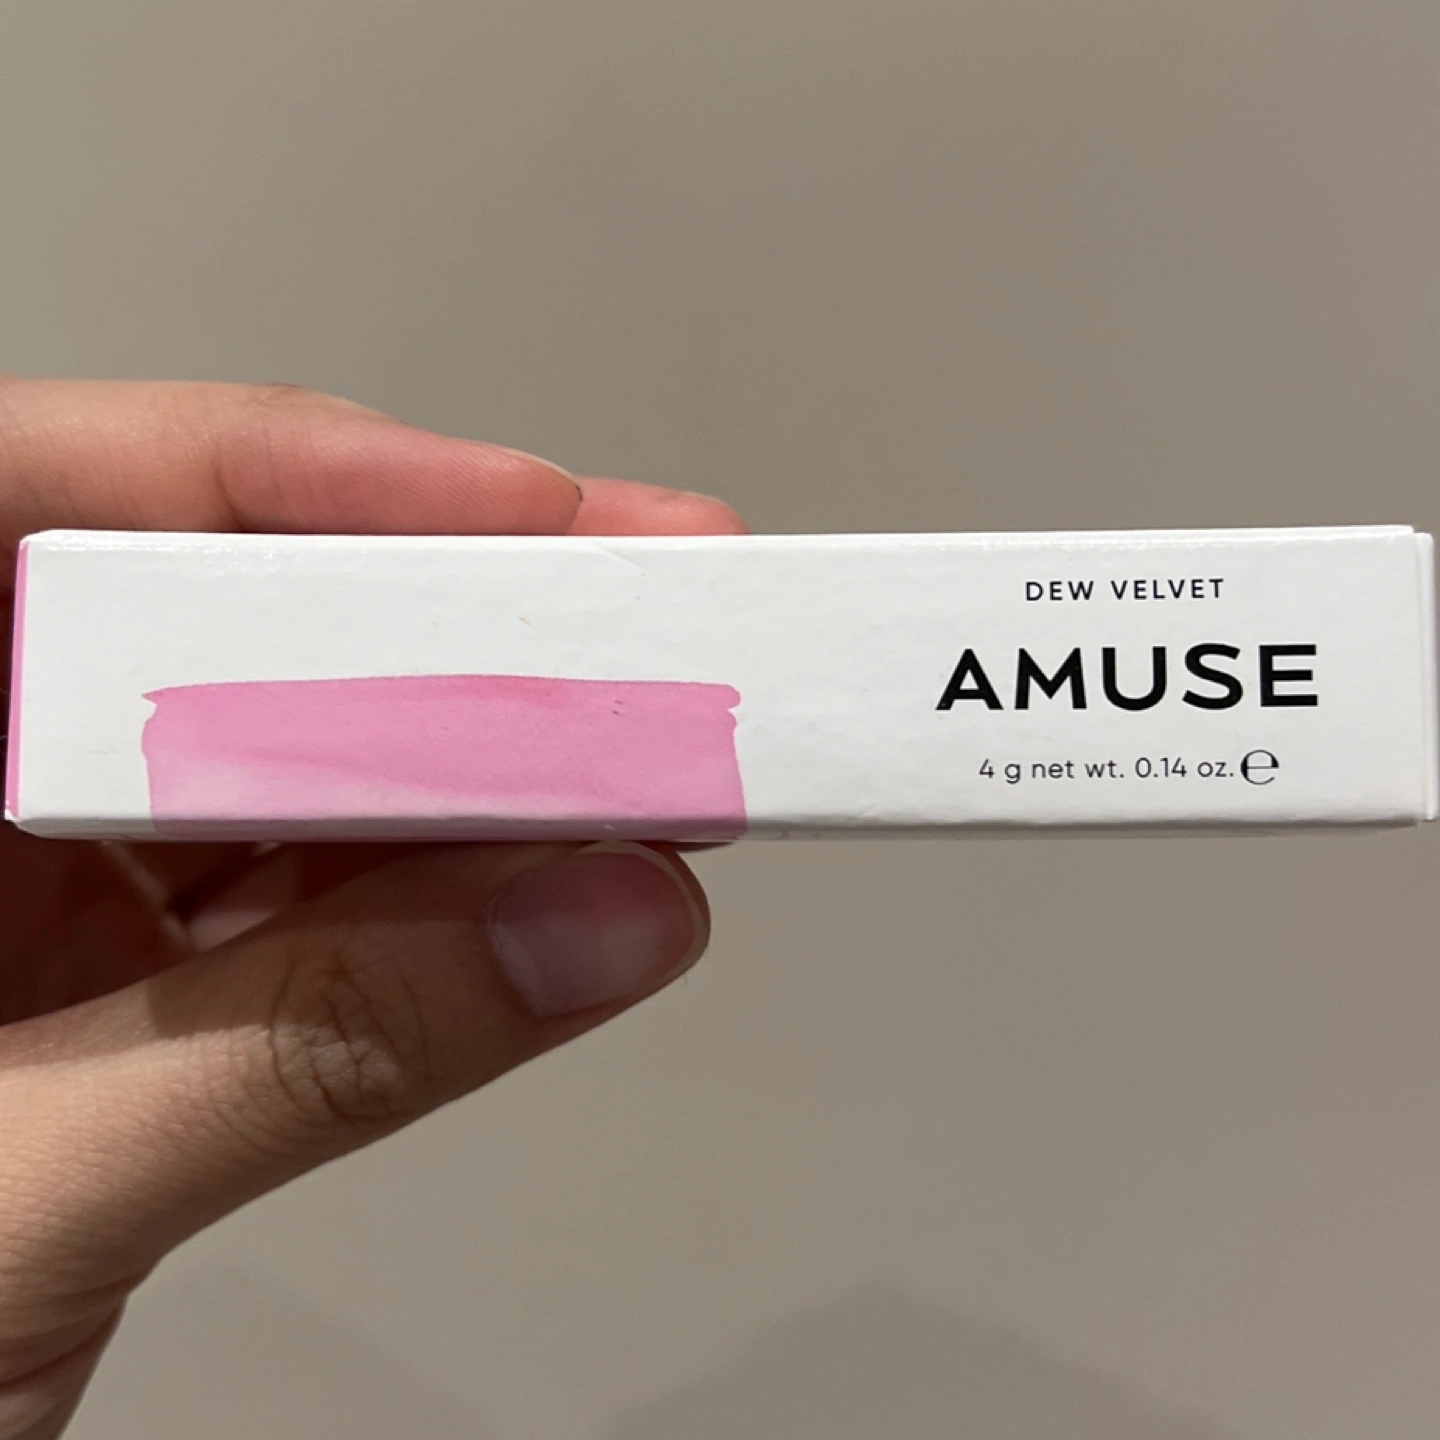 DEW VELVET
AMUSE
4 g net wt. 0.14 oz. ℮